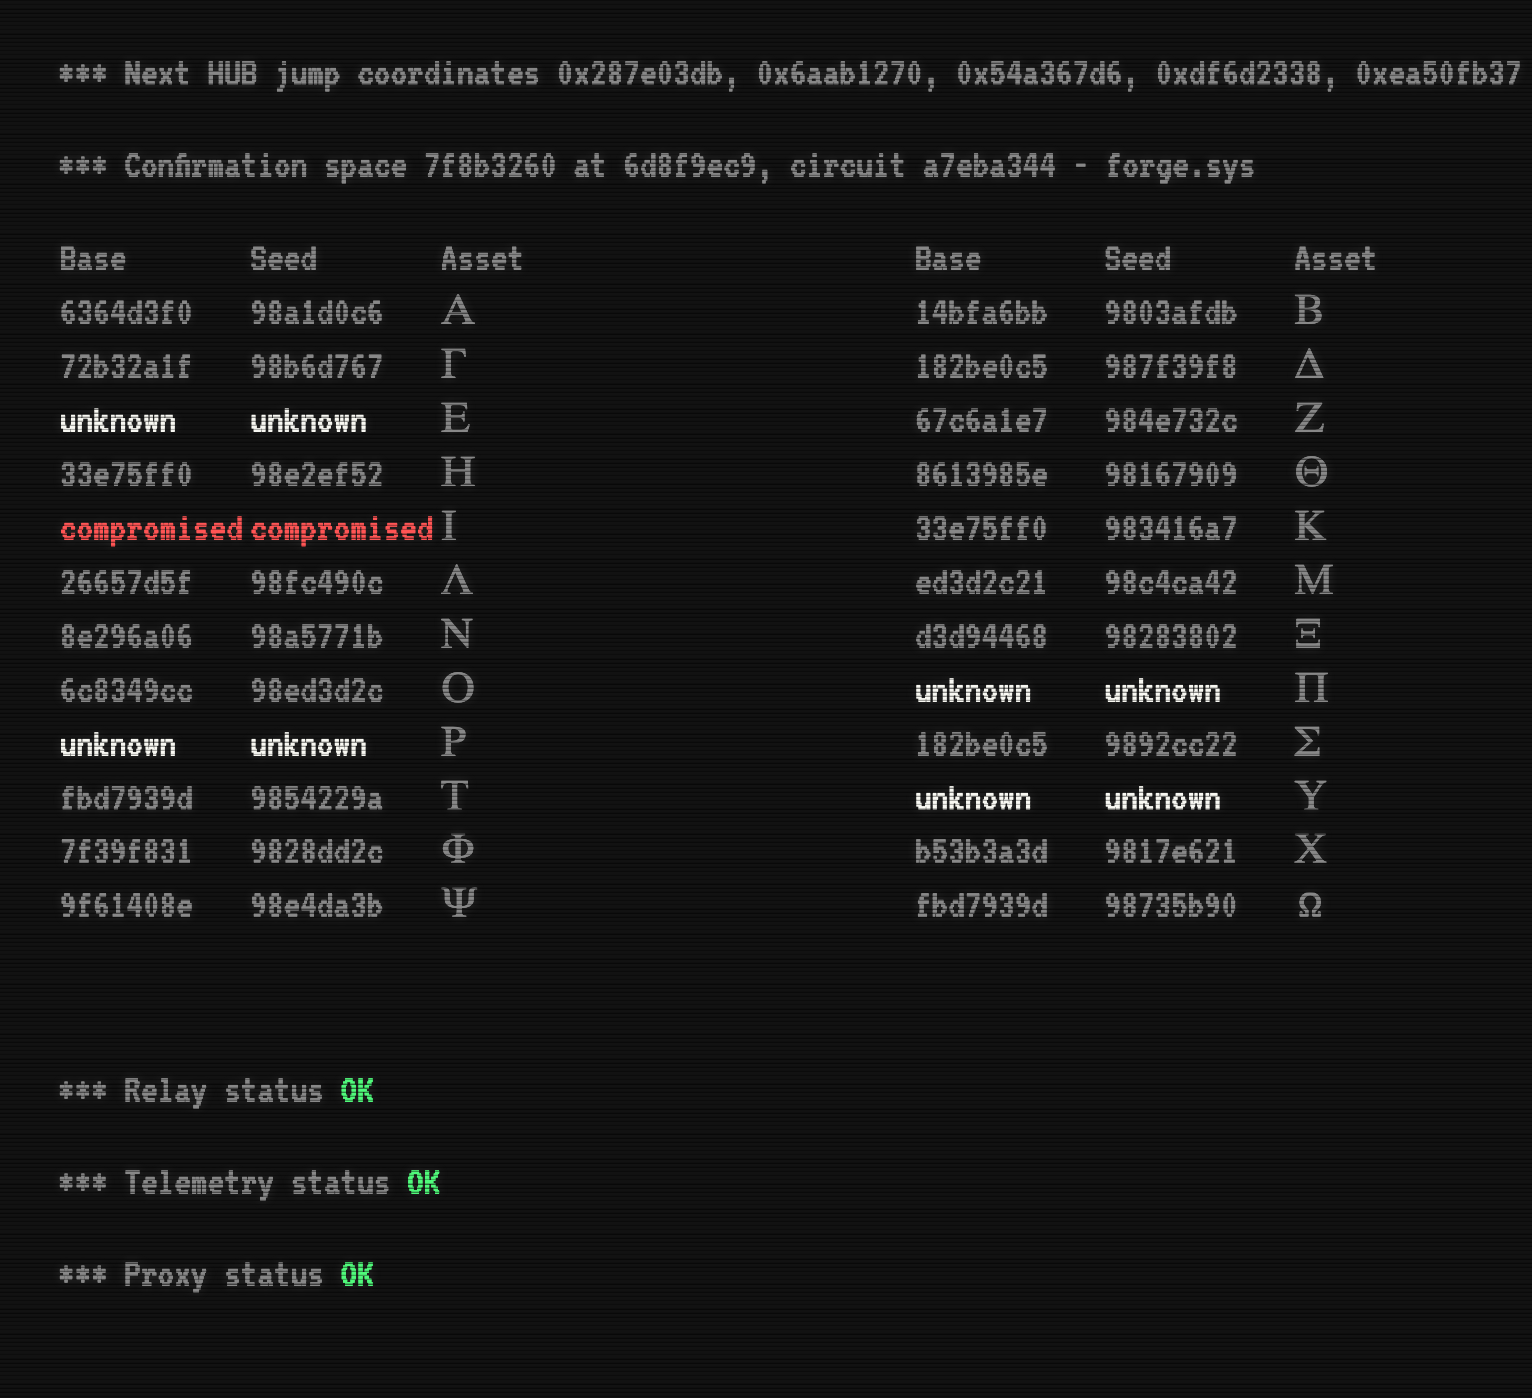 *** Next HUB jump coordinates 0x287e03db, 0x6aab1270, 0x54a367d6, 0xdf6d2338, 0xea50fb37
*** Confirmation space 7f8b3260 at 6d8f9ec9, circuit a7eba344 - forge.sys
Base Seed Asset Base Seed Asset
6364d3f0 98a1d0c6 Α 14bfa6bb 9803afdb Β
72b32a1f 98b6d767 Γ 182be0c5 987f39f8 Δ
unknown unknown Ε 67c6a1e7 984e732c Ζ
33e75ff0 98e2ef52 Η 8613985e 98167909 Θ
compromised compromised Ι 33e75ff0 983416a7 Κ
26657d5f 98fc490c Λ ed3d2c21 98c4ca42 Μ
8e296a06 98a5771b Ν d3d94468 98283802 Ξ
6c8349cc 98ed3d2c Ο unknown unknown Π
unknown unknown Ρ 182be0c5 9892cc22 Σ
fbd7939d 9854229a Τ unknown unknown Υ
7f39f831 9828dd2c Φ b53b3a3d 9817e621 Χ
9f61408e 98e4da3b Ψ fbd7939d 98735b90 Ω
*** Relay status OK
*** Telemetry status OK
*** Proxy status OK